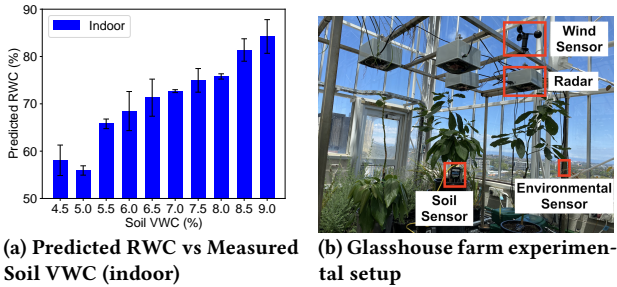 90
80
70
60
50
Predicted RWC (%)
Indoor
4.5 5.0 5.5 6.0 6.5 7.0 7.5 8.0 8.5 9.0
Soil VWC (%)
(a) Predicted RWC vs Measured
Soil VWC (indoor)
Wind
Sensor
Radar
Soil
Sensor
Environmental
Sensor
(b) Glasshouse farm experimen-
tal setup